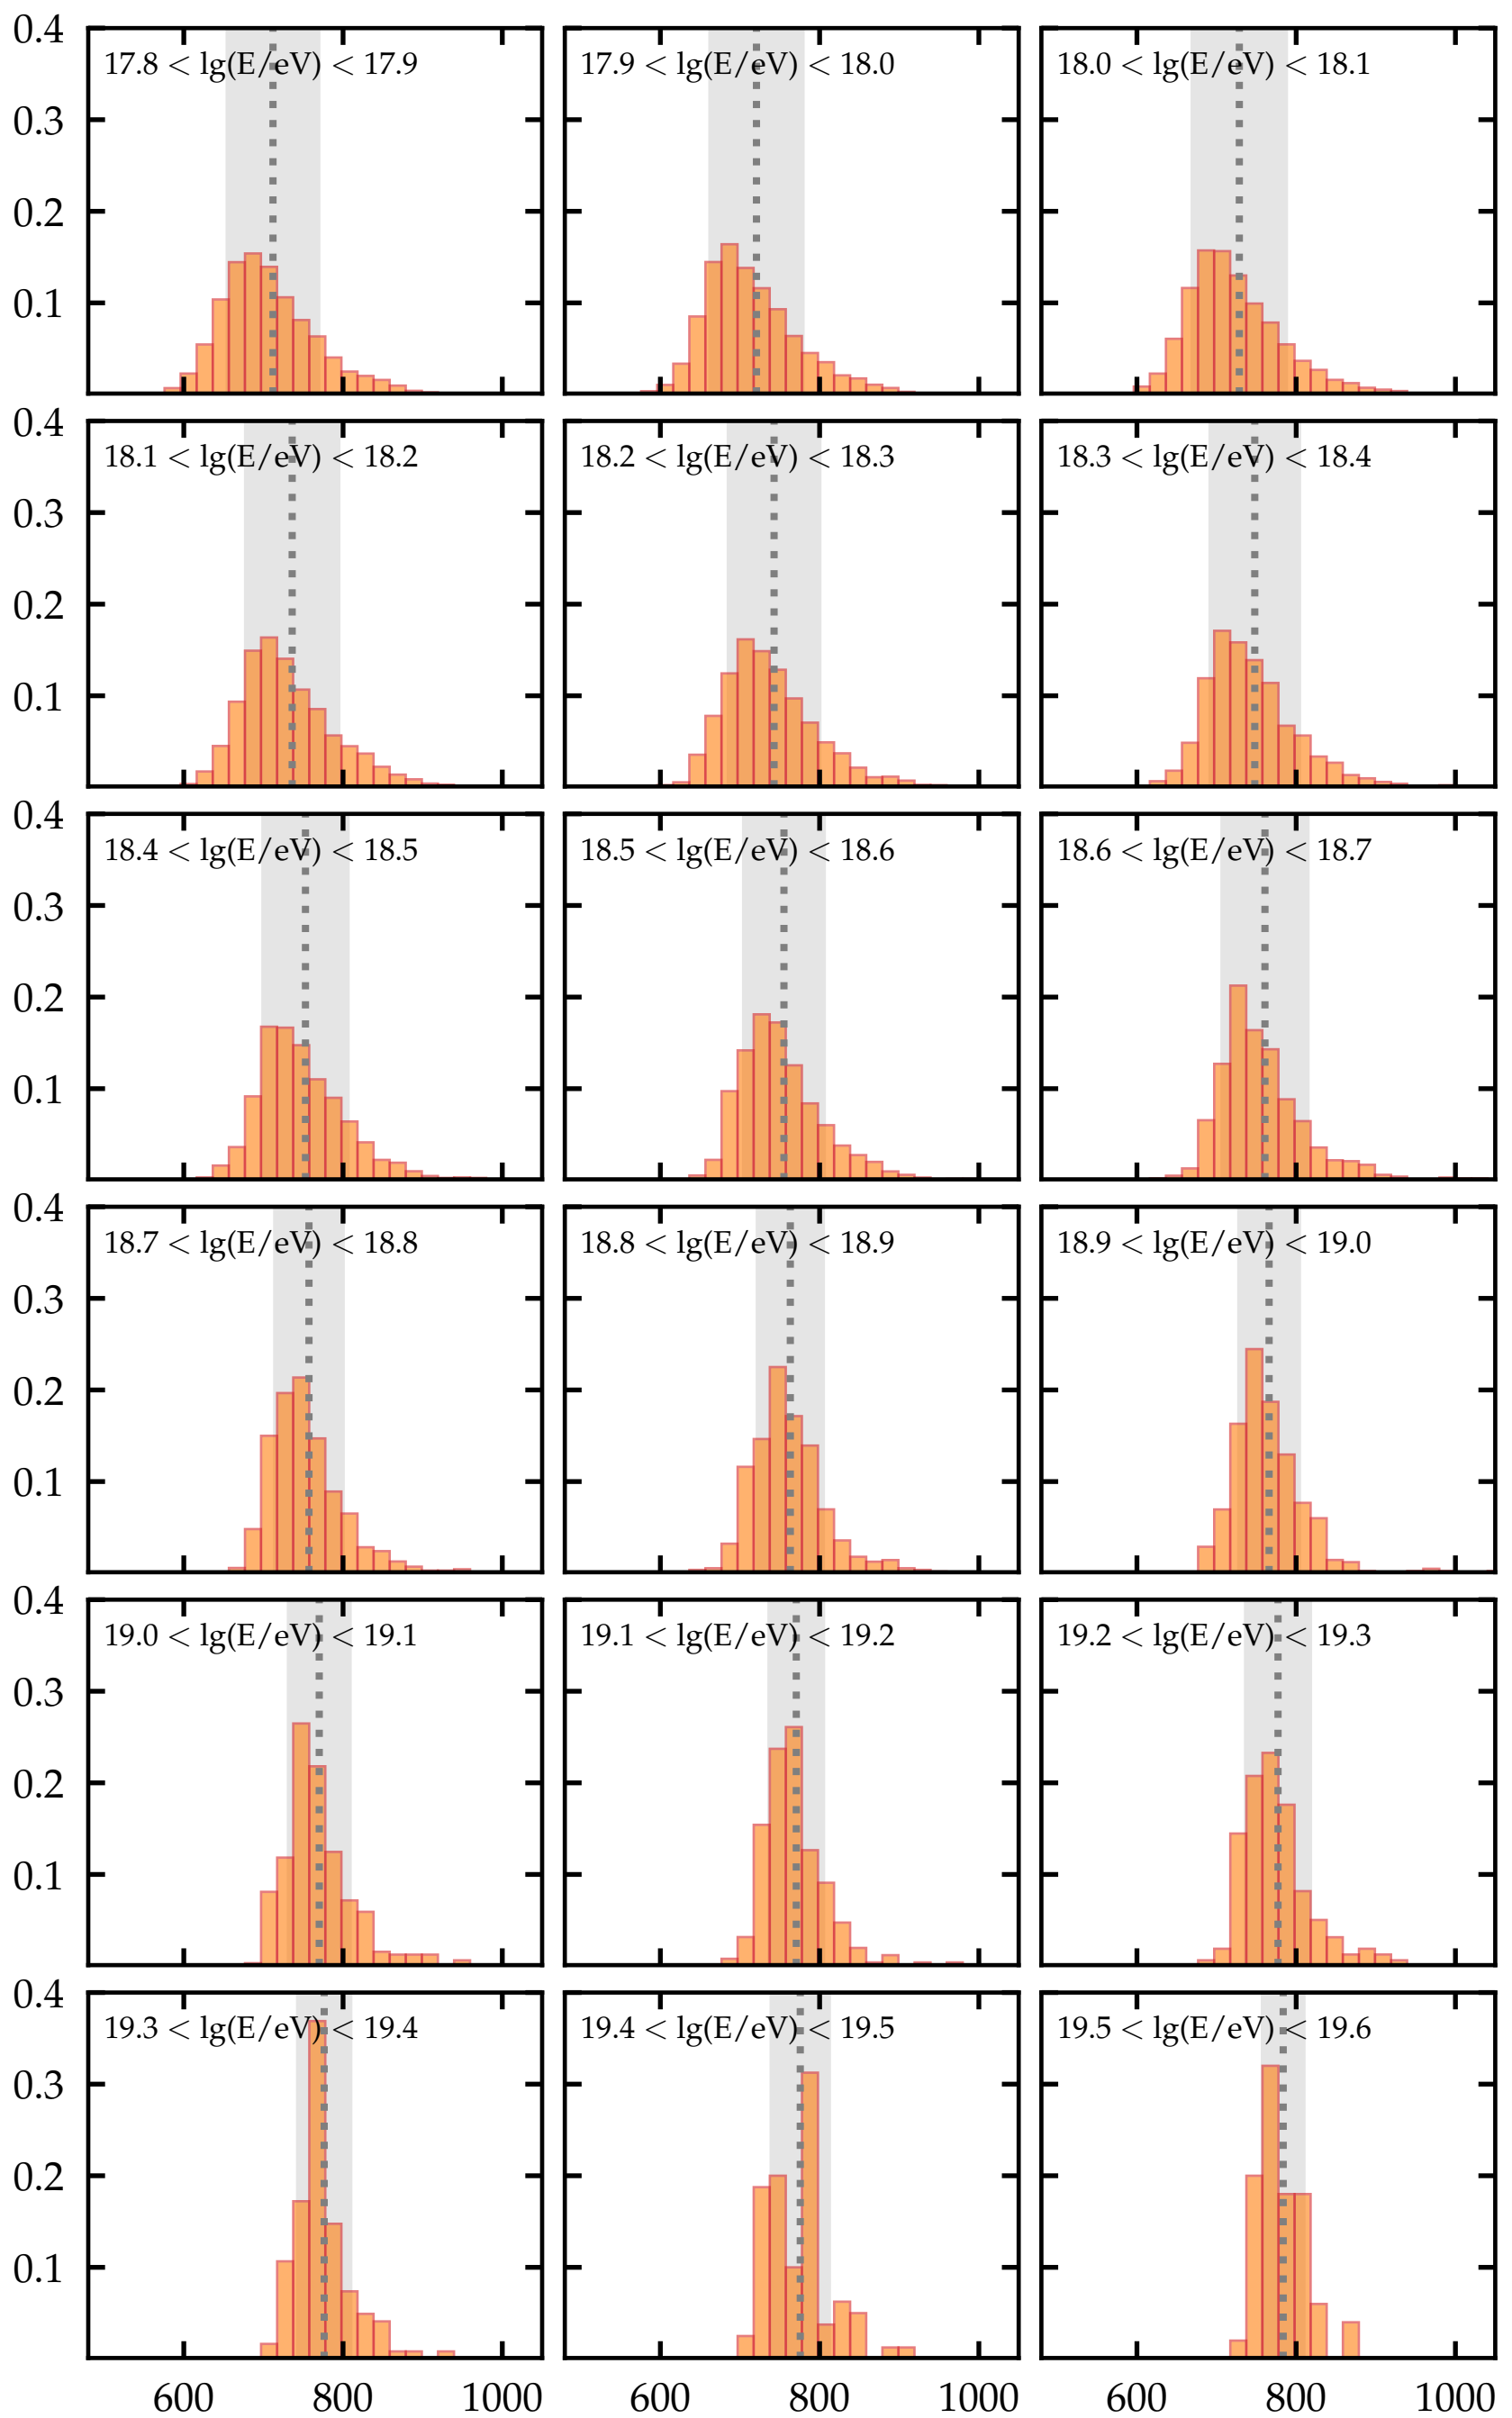 0.4
17.8 < lg(E/eV) < 17.9
17.9 < lg(E/eV) < 18.0
18.0 < lg(E/eV) < 18.1
0.3
0.2
0.1
0.4
18.1 < lg(E/eV) < 18.2
18.2 < lg(E/eV) < 18.3
18.3 < lg(E/eV) < 18.4
0.3
0.2
0.1
0.4
18.4 < lg(E/eV) < 18.5
18.5 < lg(E/eV) < 18.6
18.6 < lg(E/eV) < 18.7
0.3
0.2
0.1
0.4
18.7 < lg(E/eV) < 18.8
18.8 < lg(E/eV) < 18.9
18.9 < lg(E/eV) < 19.0
0.3
0.2
0.1
0.4
19.0 < lg(E/eV) < 19.1
19.1 < lg(E/eV) < 19.2
19.2 < lg(E/eV) < 19.3
0.3
0.2
0.1
0.4
19.3 < lg(E/eV) < 19.4
19.4 < lg(E/eV) < 19.5
19.5 < lg(E/eV) < 19.6
0.3
0.2
0.1
600 800 1000 600 800 1000 600 800 1000